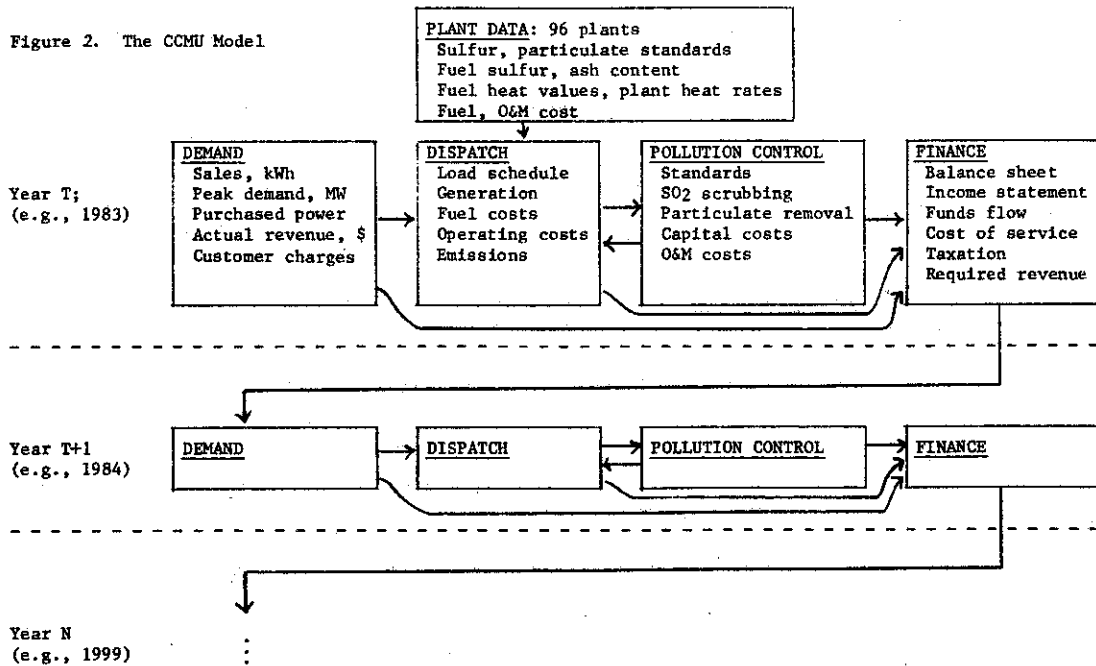 Figure 2. The CCMU Model
PLANT DATA: 96 plants
Sulfur, particulate standards
Fuel sulfur, ash content
Fuel heat values, plant heat rates
Fuel, O&M cost
Year T;
(e.g., 1983)
DEMAND
Sales, kWh
Peak demand, MW
Purchased power
Actual revenue, $
Customer charges
DISPATCH
Load schedule
Generation
Fuel costs
Operating costs
Emissions
POLLUTION CONTROL
Standards
SO2 scrubbing
Particulate removal
Capital costs
O&M costs
FINANCE
Balance sheet
Income statement
Funds flow
Cost of service
Taxation
Required revenue
Year T+1
(e.g., 1984)
DEMAND
DISPATCH
POLLUTION CONTROL
FINANCE
Year N
(e.g., 1999)